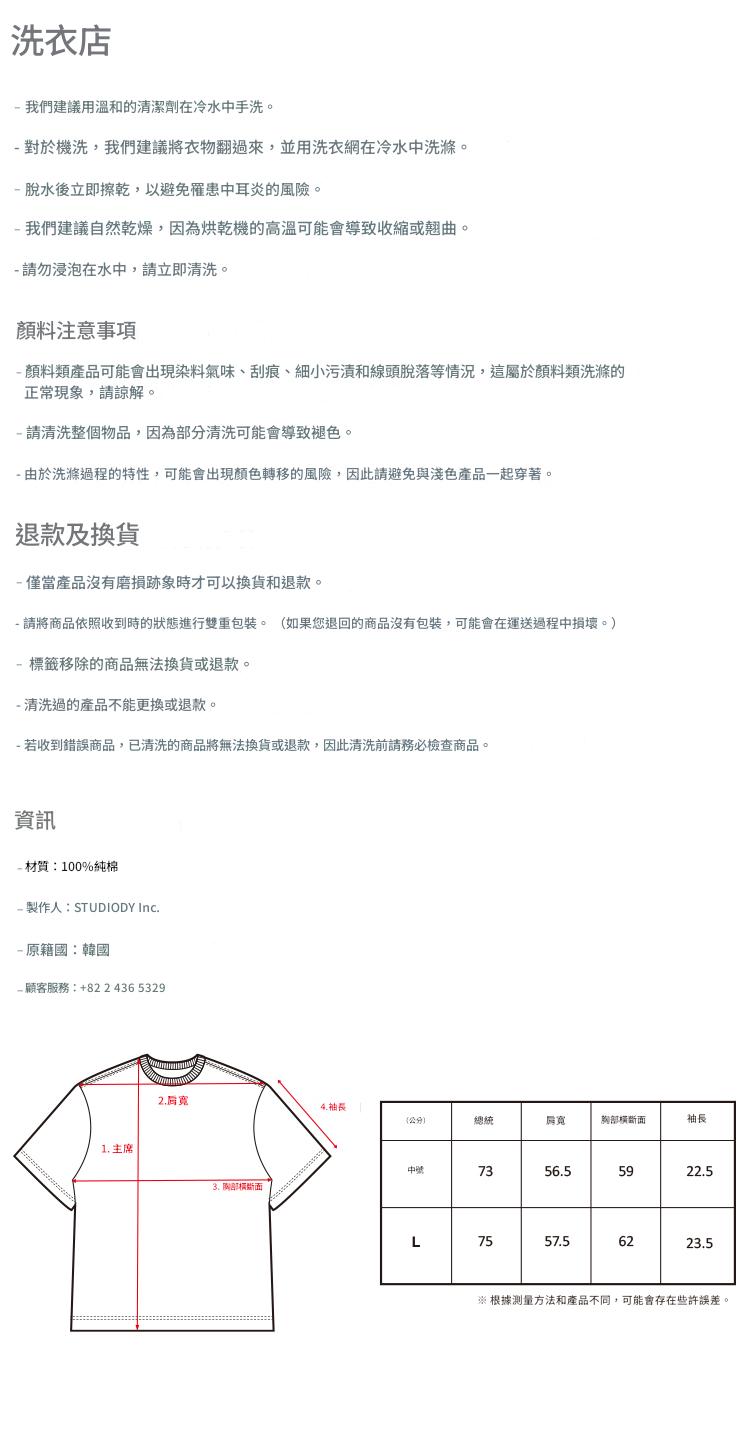 洗衣店
- 我們建議用溫和的清潔劑在冷水中手洗。
- 對於機洗，我們建議將衣物翻過來，並用洗衣網在冷水中洗滌。
- 脫水後立即擦乾，以避免罹患中耳炎的風險。
- 我們建議自然乾燥，因為烘乾機的高溫可能會導致收縮或翹曲。
- 請勿浸泡在水中，請立即清洗。
顏料注意事項
- 顏料類產品可能會出現染料氣味、刮痕、細小污漬和線頭脫落等情況，這屬於顏料類洗滌的
正常現象，請諒解。
- 請清洗整個物品，因為部分清洗可能會導致褪色。
- 由於洗滌過程的特性，可能會出現顏色轉移的風險，因此請避免與淺色產品一起穿著。
退款及換貨
- 僅當產品沒有磨損跡象時才可以換貨和退款。
- 請將商品依照收到時的狀態進行雙重包裝。（如果您退回的商品沒有包裝，可能會在運送過程中損壞。）
- 標籤移除的商品無法換貨或退款。
- 清洗過的產品不能更換或退款。
- 若收到錯誤商品，已清洗的商品將無法換貨或退款，因此清洗前請務必檢查商品。
資訊
- 材質：100%純棉
- 製作人：STUDIODY Inc.
- 原籍國：韓國
- 顧客服務：+82 2 436 5329
2.肩寬
4.袖長
1. 主席
3. 胸部橫斷面
（公分） 總統 肩寬 胸部橫斷面 袖長
中號 73 56.5 59 22.5
L 75 57.5 62 23.5
※ 根據測量方法和產品不同，可能會存在些許誤差。